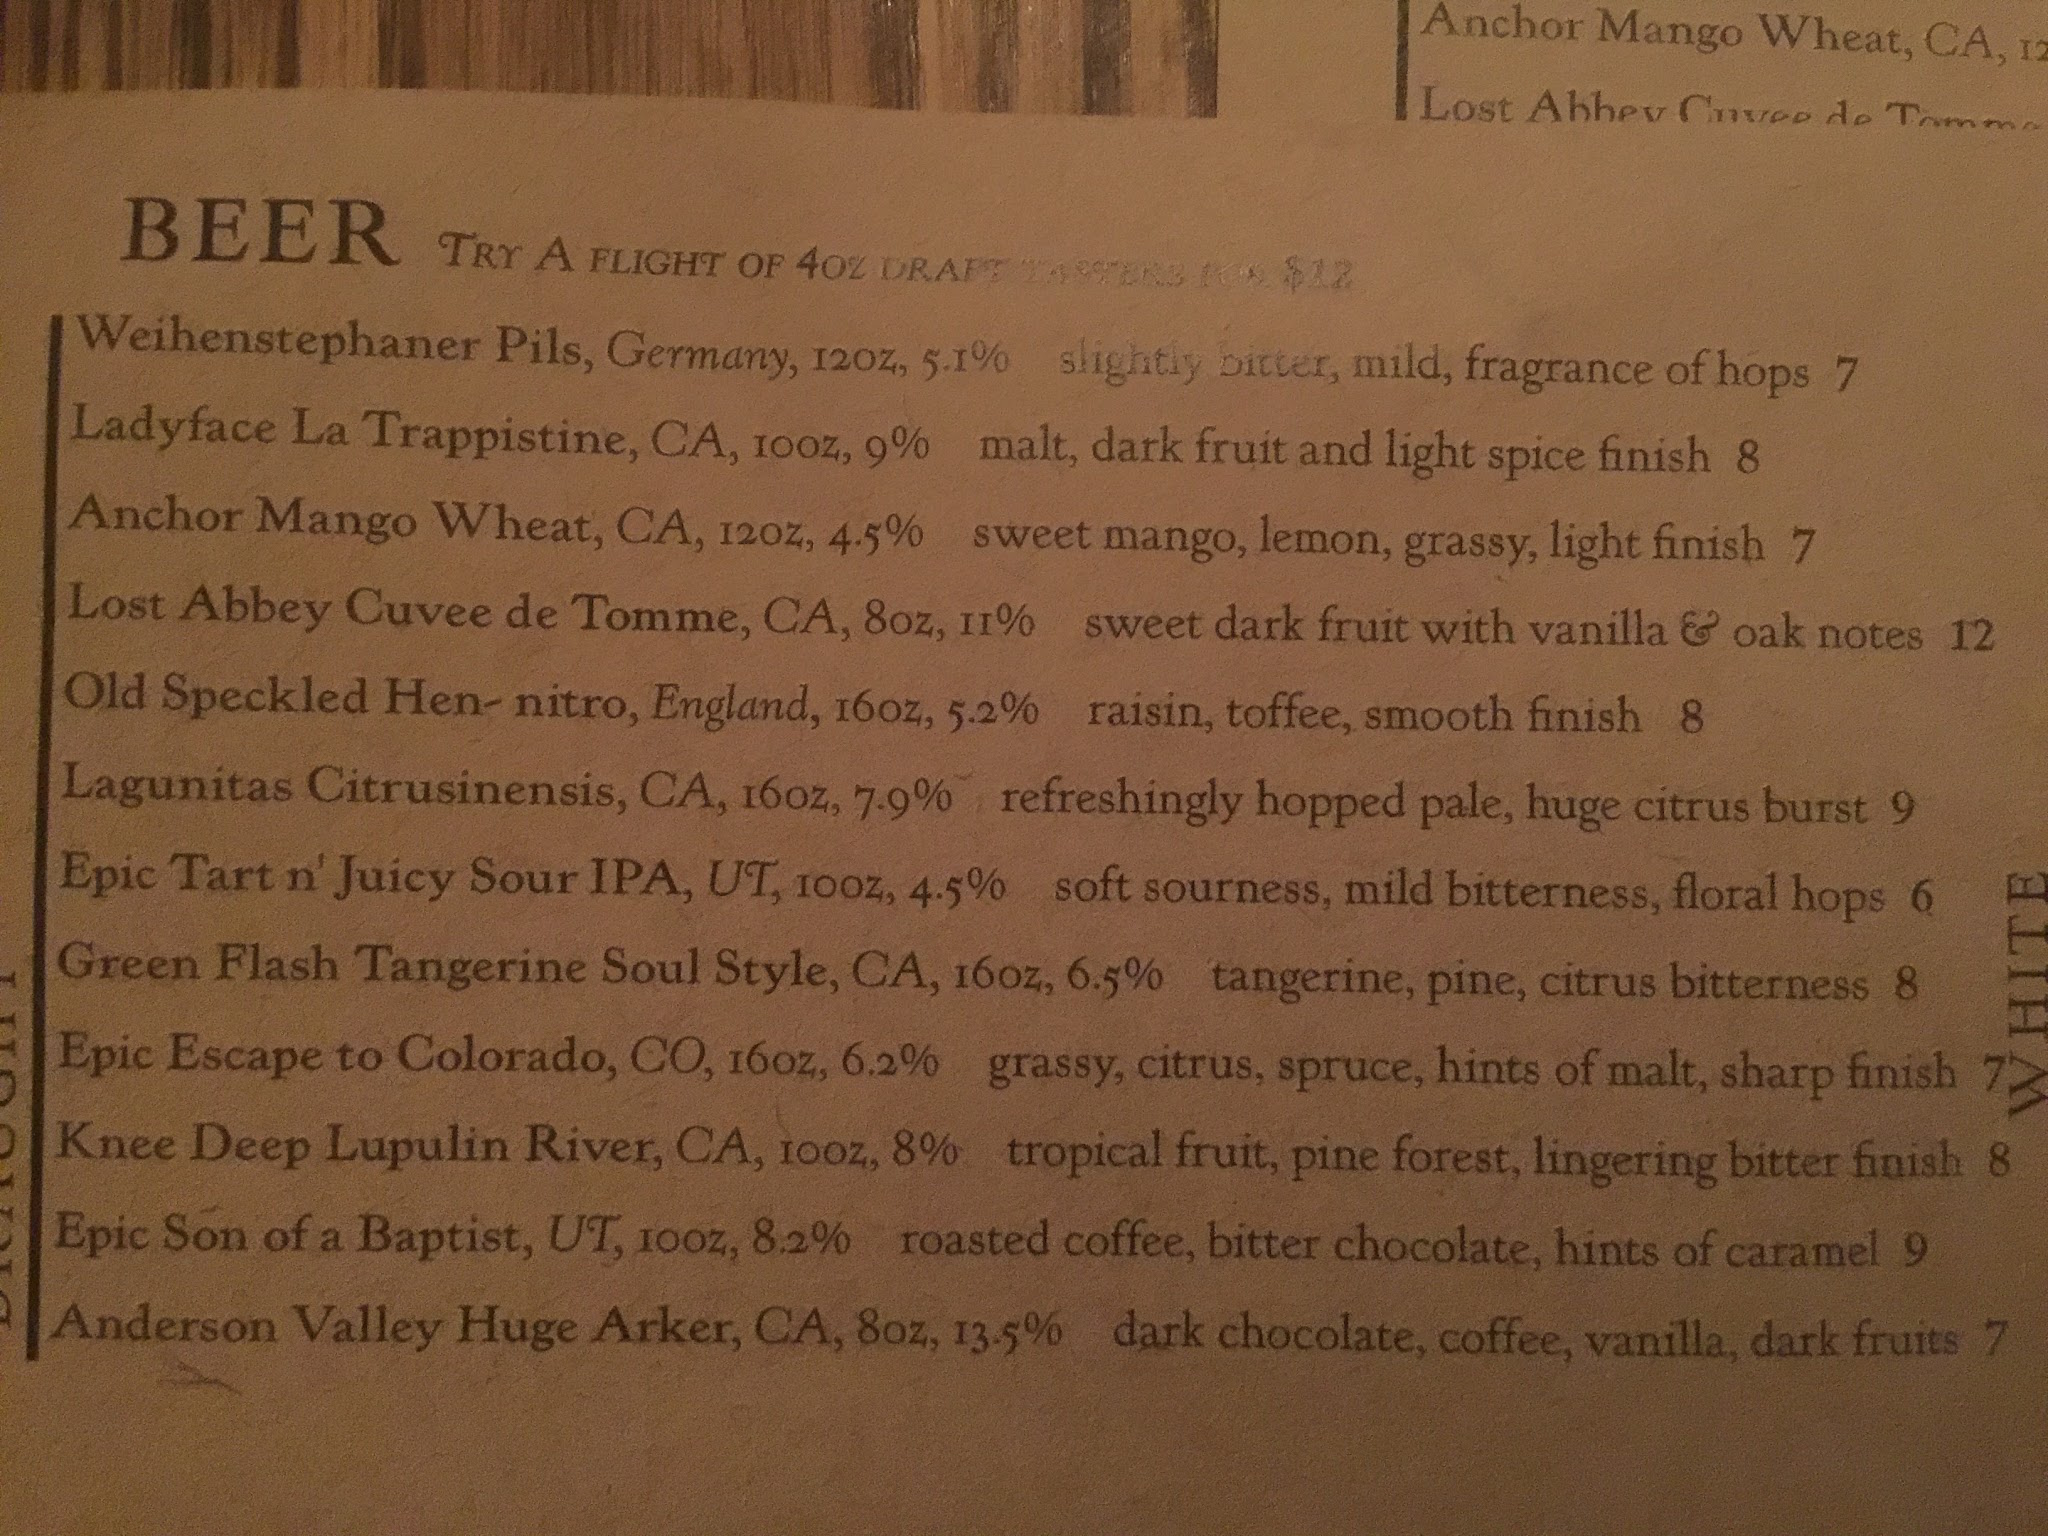 Anchor Mango Wheat, CA, 12
Lost Abbey Cuvee de Tomme
BEER Try A flight of 4oz draft tasters for $12
Weihenstephaner Pils, Germany, 12oz, 5.1% slightly bitter, mild, fragrance of hops 7
Ladyface La Trappistine, CA, 10oz, 9% malt, dark fruit and light spice finish 8
Anchor Mango Wheat, CA, 12oz, 4.5% sweet mango, lemon, grassy, light finish 7
Lost Abbey Cuvee de Tomme, CA, 8oz, 11% sweet dark fruit with vanilla & oak notes 12
Old Speckled Hen- nitro, England, 16oz, 5.2% raisin, toffee, smooth finish 8
Lagunitas Citrusinensis, CA, 16oz, 7.9% refreshingly hopped pale, huge citrus burst 9
Epic Tart n' Juicy Sour IPA, UT, 10oz, 4.5% soft sourness, mild bitterness, floral hops 6
Green Flash Tangerine Soul Style, CA, 16oz, 6.5% tangerine, pine, citrus bitterness 8
Epic Escape to Colorado, CO, 16oz, 6.2% grassy, citrus, spruce, hints of malt, sharp finish 7
Knee Deep Lupulin River, CA, 10oz, 8% tropical fruit, pine forest, lingering bitter finish 8
Epic Son of a Baptist, UT, 10oz, 8.2% roasted coffee, bitter chocolate, hints of caramel 9
Anderson Valley Huge Arker, CA, 8oz, 13.5% dark chocolate, coffee, vanilla, dark fruits 7
WHITE